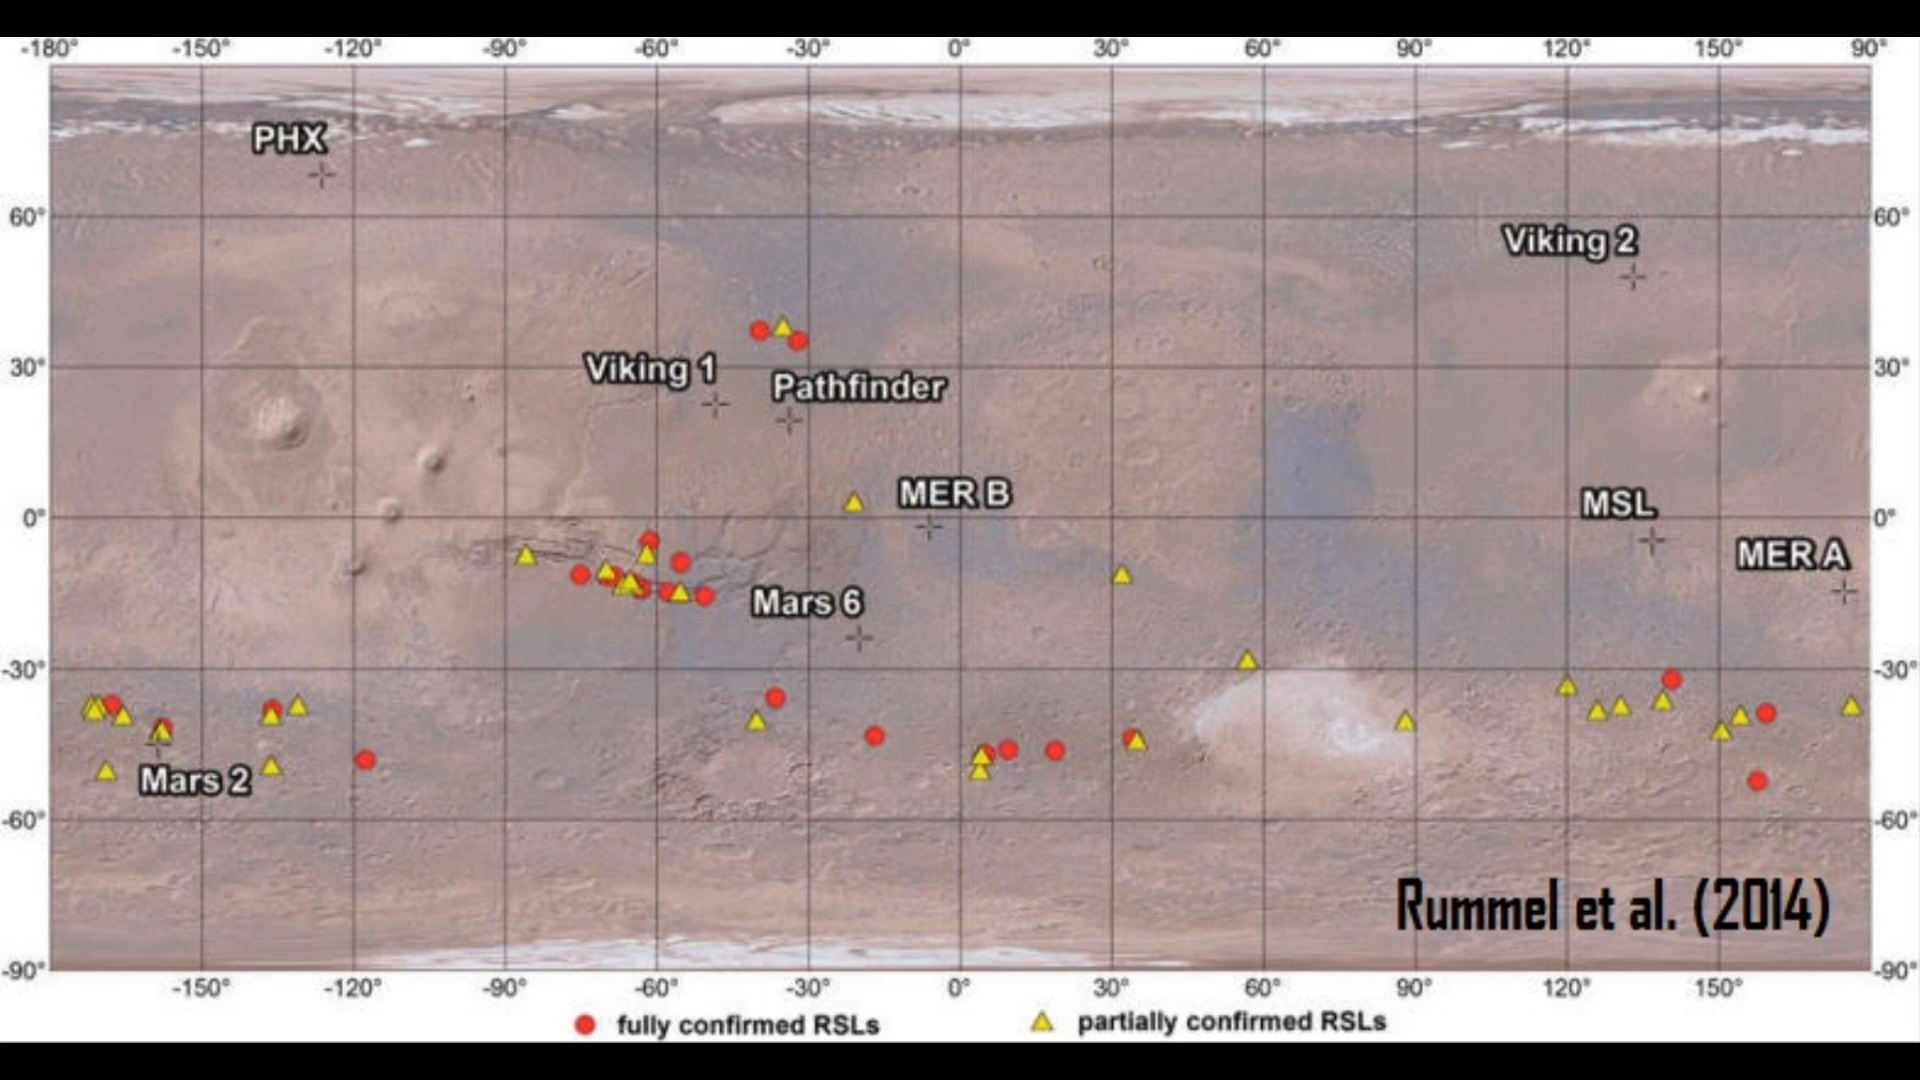 -180° -150° -120° -90° -60° -30° 0° 30° 60° 90° 120° 150° 90°
PHX
60° 60°
Viking 2
Viking 1
30° 30°
Pathfinder
MER B
MSL
0° 0°
MER A
Mars 6
-30° -30°
Mars 2
-60° -60°
Rummel et al. (2014)
-90° -90°
-150° -120° -90° -60° -30° 0° 30° 60° 90° 120° 150°
fully confirmed RSLs partially confirmed RSLs